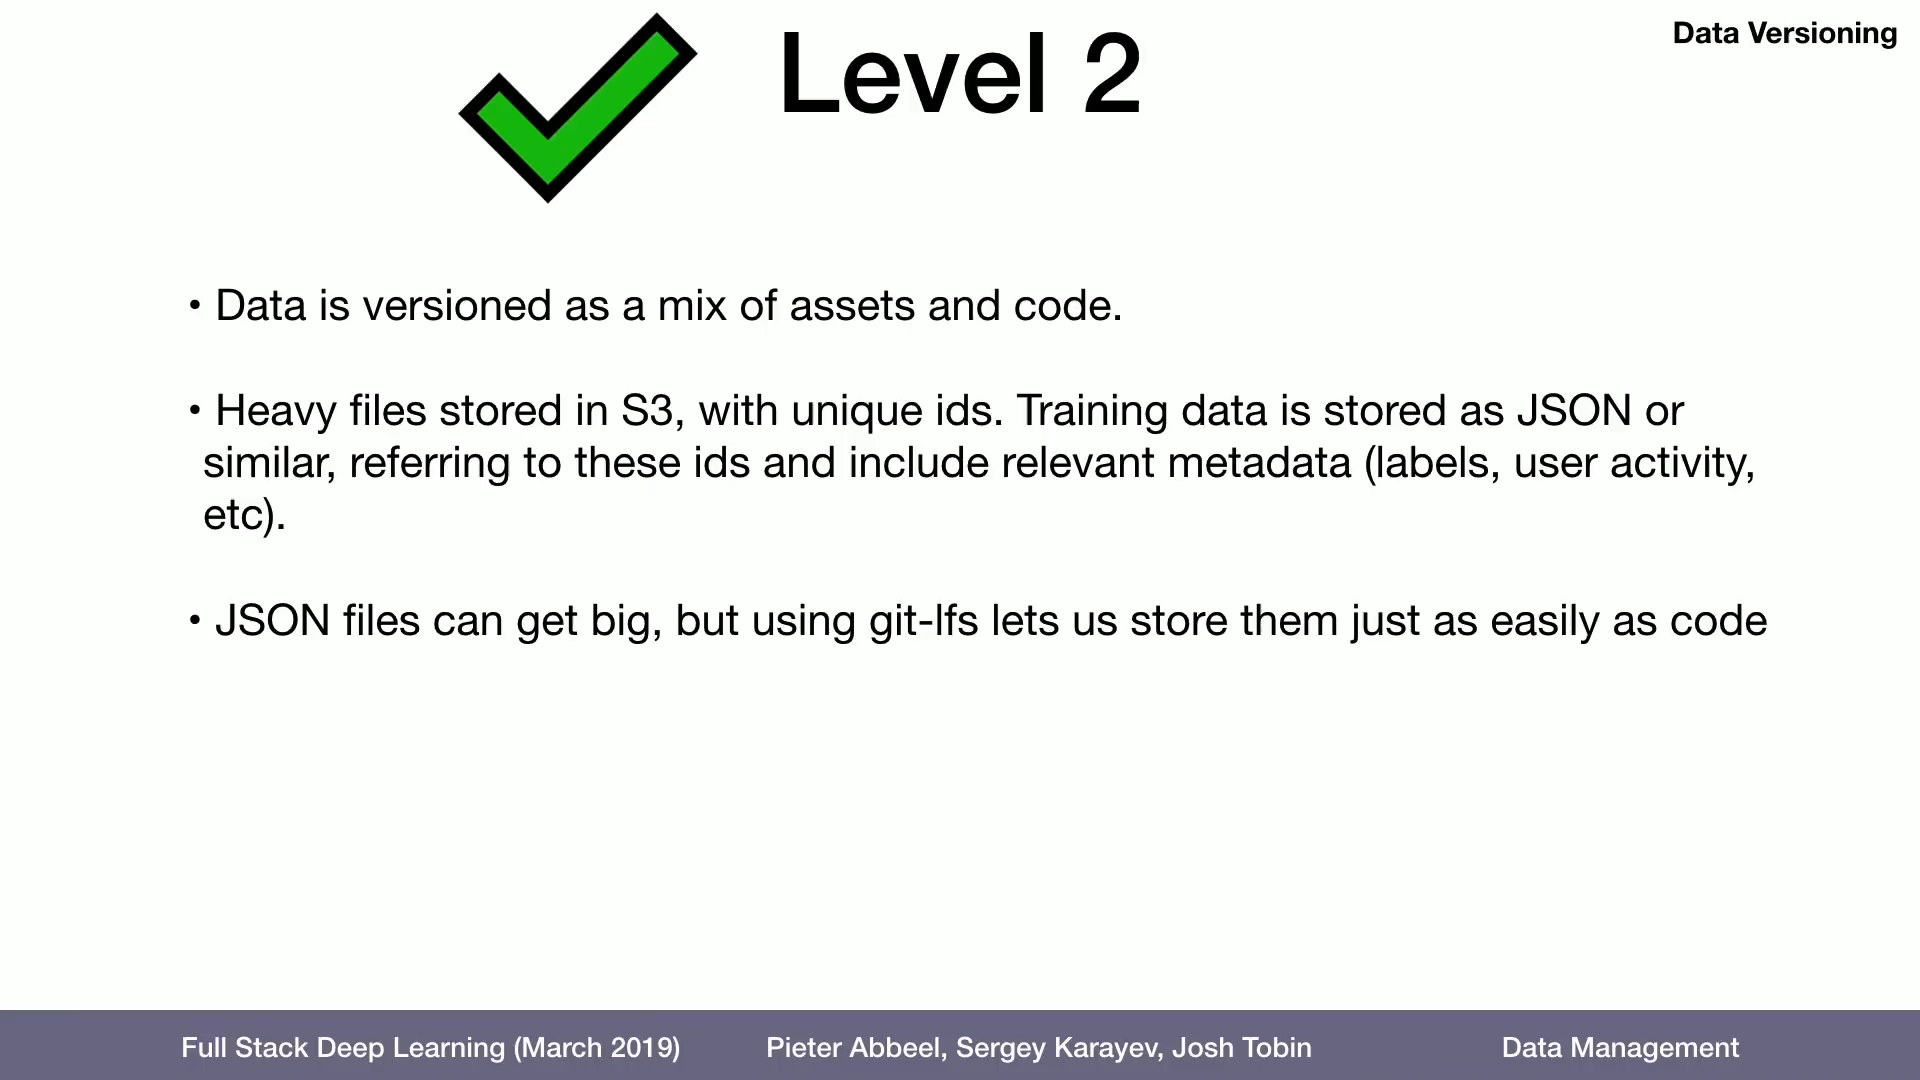 Data Versioning
Level 2
• Data is versioned as a mix of assets and code.
• Heavy files stored in S3, with unique ids. Training data is stored as JSON or
similar, referring to these ids and include relevant metadata (labels, user activity,
etc).
• JSON files can get big, but using git-lfs lets us store them just as easily as code
Full Stack Deep Learning (March 2019)
Pieter Abbeel, Sergey Karayev, Josh Tobin
Data Management